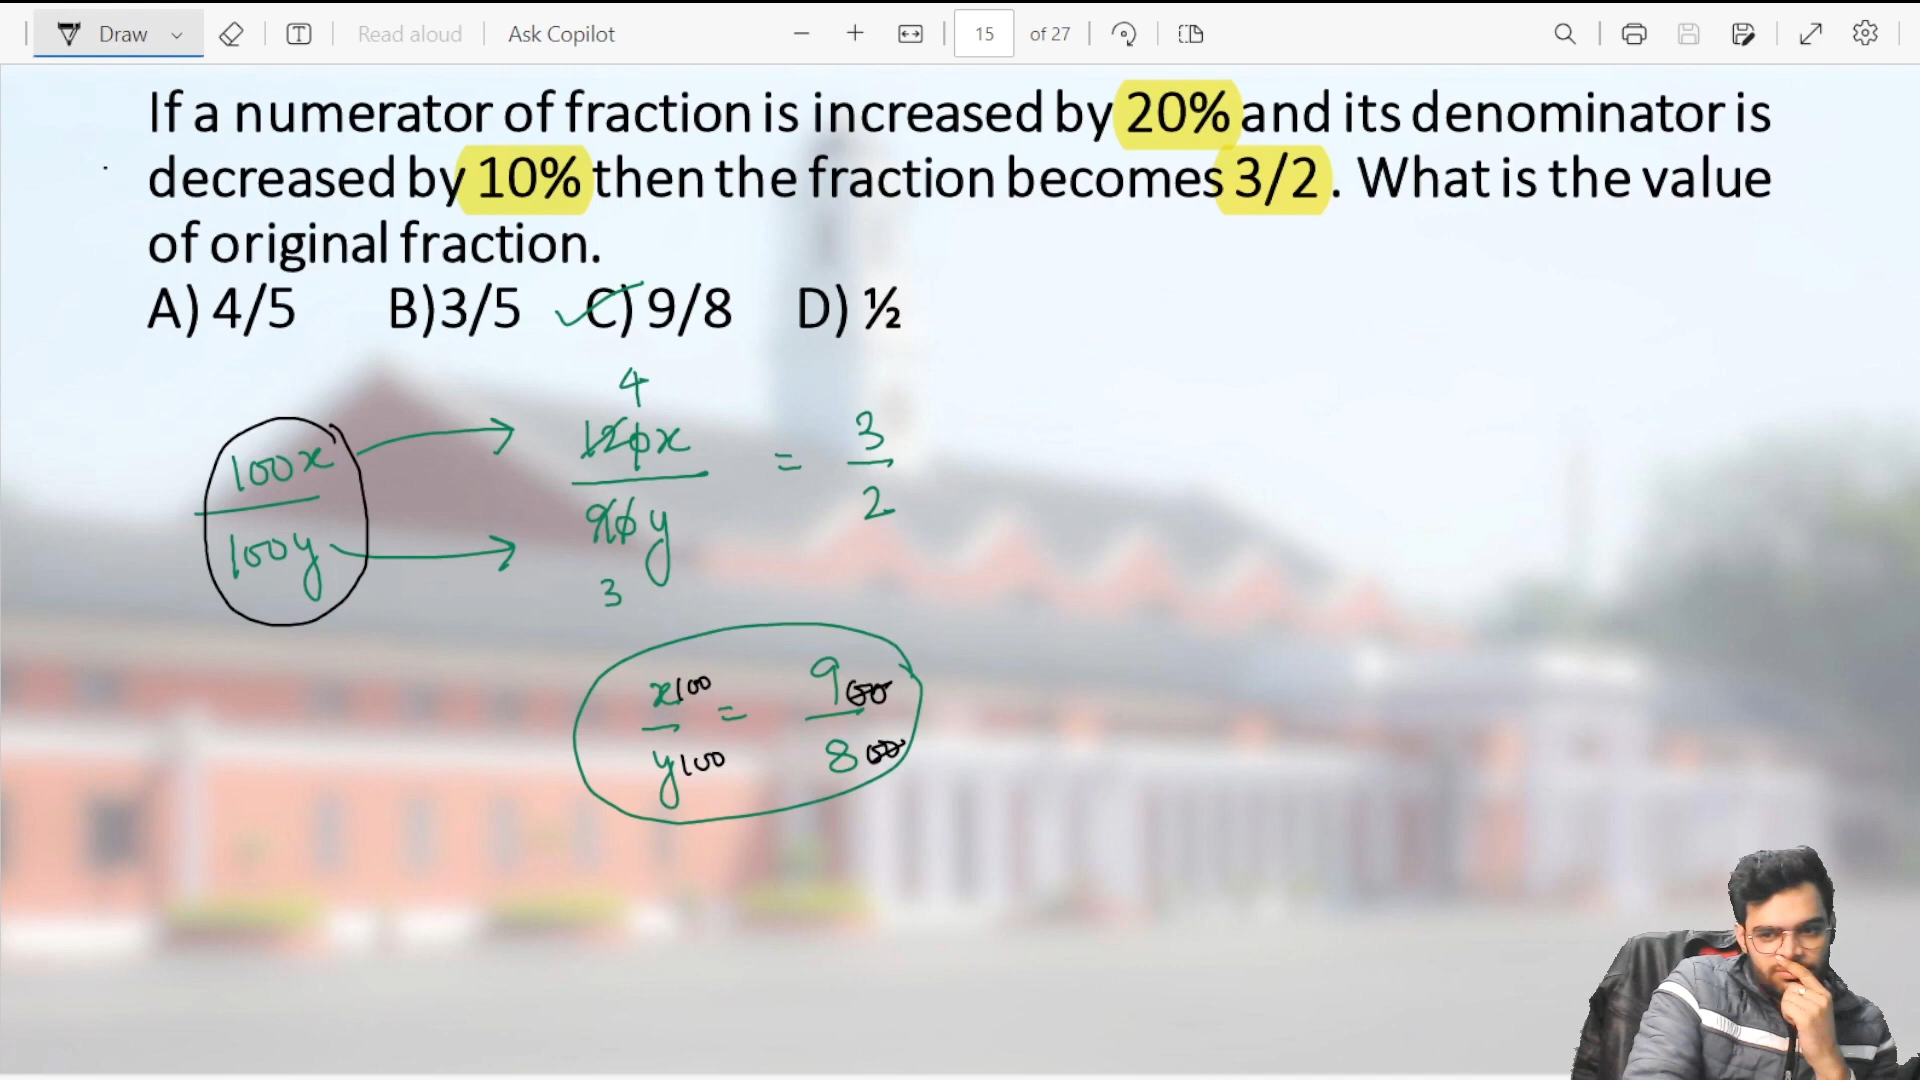 Draw
Read aloud
Ask Copilot
15 of 27
If a numerator of fraction is increased by 20% and its denominator is
decreased by 10% then the fraction becomes 3/2. What is the value
of original fraction.
A) 4/5 B)3/5 C) 9/8 D) ½
4
100x 120x = 3
100y 90y 2
3
x100 = 900
y100 800